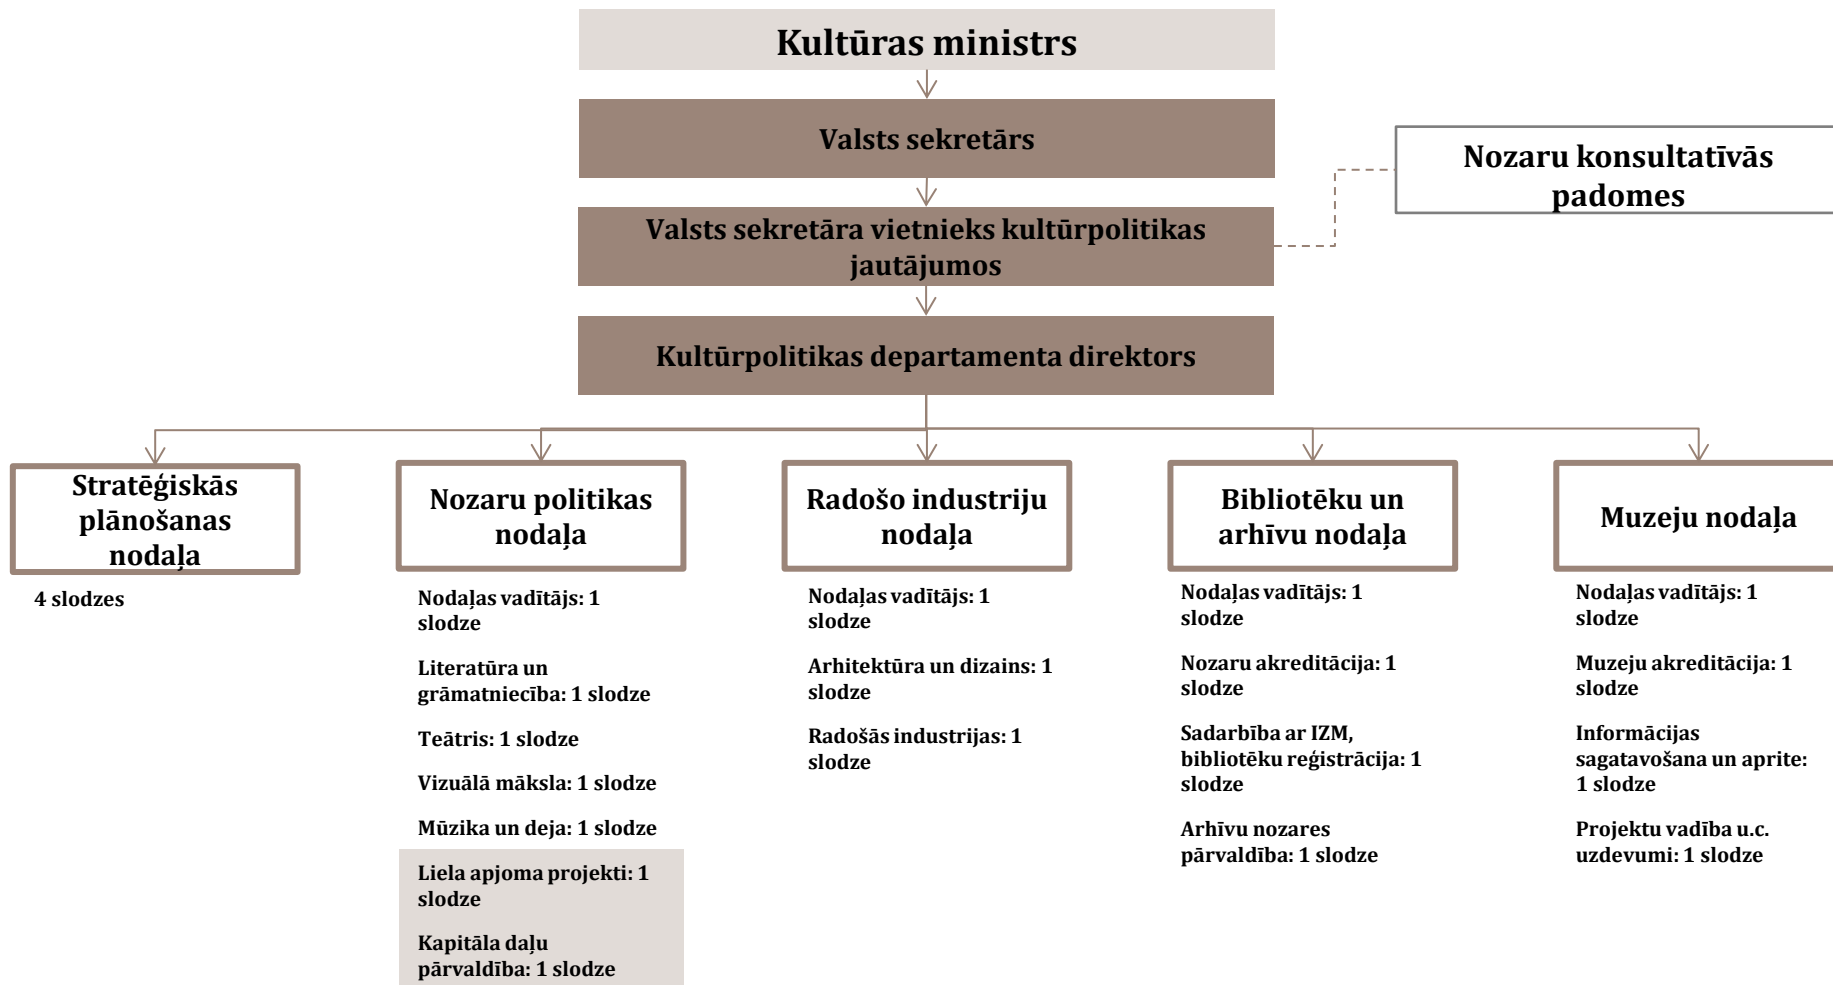 Kultūras ministrs
Valsts sekretārs
Nozaru konsultatīvās
padomes
Valsts sekretāra vietnieks kultūrpolitikas
jautājumos
Kultūrpolitikas departamenta direktors
Stratēģiskās
plānošanas
nodaļa
4 slodzes
Nozaru politikas
nodaļa
Nodaļas vadītājs: 1
slodze
Literatūra un
grāmatniecība: 1 slodze
Teātris: 1 slodze
Vizuālā māksla: 1 slodze
Mūzika un deja: 1 slodze
Liela apjoma projekti: 1
slodze
Kapitāla daļu
pārvaldība: 1 slodze
Radošo industriju
nodaļa
Nodaļas vadītājs: 1
slodze
Arhitektūra un dizains: 1
slodze
Radošās industrijas: 1
slodze
Bibliotēku un
arhīvu nodaļa
Nodaļas vadītājs: 1
slodze
Nozaru akreditācija: 1
slodze
Sadarbība ar IZM,
bibliotēku reģistrācija: 1
slodze
Arhīvu nozares
pārvaldība: 1 slodze
Muzeju nodaļa
Nodaļas vadītājs: 1
slodze
Muzeju akreditācija: 1
slodze
Informācijas
sagatavošana un aprite:
1 slodze
Projektu vadība u.c.
uzdevumi: 1 slodze